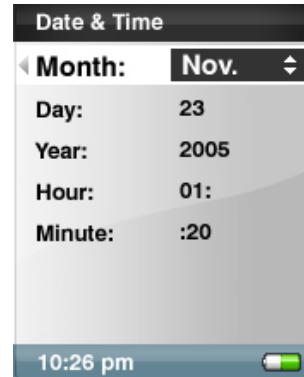 Date & Time
Month: Nov.
Day: 23
Year: 2005
Hour: 01:
Minute: :20
10:26 pm